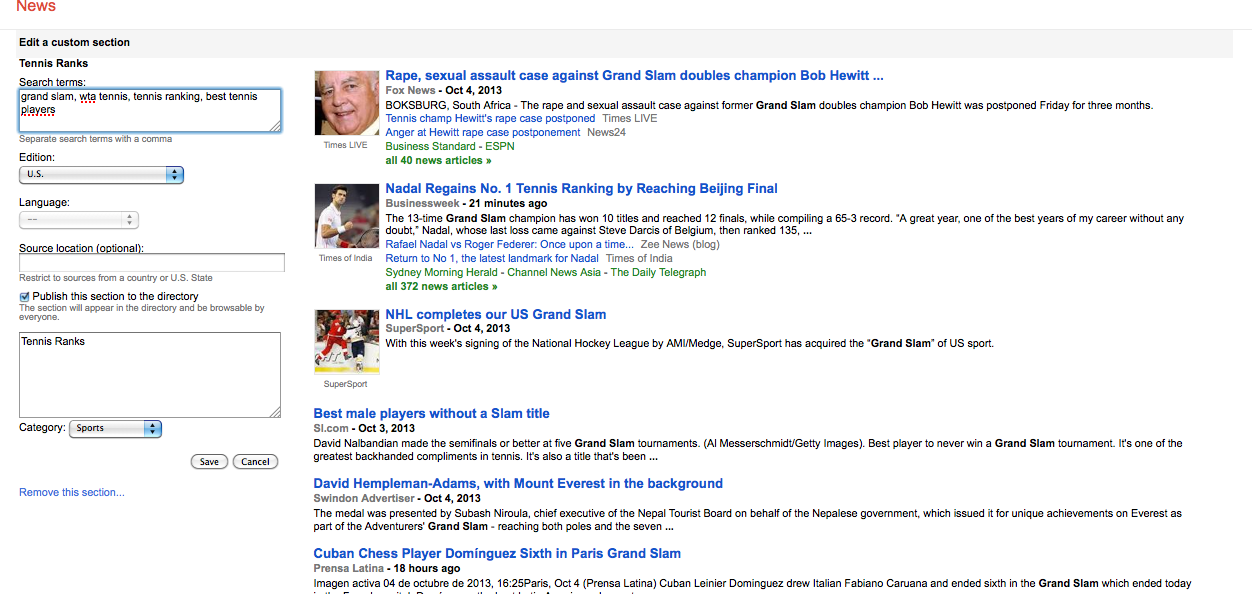 News
Edit a custom section
Tennis Ranks
Search terms:
grand slam, wta tennis, tennis ranking, best tennis
players
Separate search terms with a comma
Edition:
U.S.
Language:
--
Source location (optional):
Restrict to sources from a country or U.S. State
Publish this section to the directory
The section will appear in the directory and be browsable by
everyone.
Tennis Ranks
Category: Sports
Save Cancel
Remove this section...
Rape, sexual assault case against Grand Slam doubles champion Bob Hewitt ...
Fox News - Oct 4, 2013
BOKSBURG, South Africa - The rape and sexual assault case against former Grand Slam doubles champion Bob Hewitt was postponed Friday for three months.
Tennis champ Hewitt's rape case postponed Times LIVE
Anger at Hewitt rape case postponement News24
Business Standard - ESPN
all 40 news articles »
Times LIVE
Nadal Regains No. 1 Tennis Ranking by Reaching Beijing Final
Businessweek - 21 minutes ago
The 13-time Grand Slam champion has won 10 titles and reached 12 finals, while compiling a 65-3 record. "A great year, one of the best years of my career without any
doubt," Nadal, whose last loss came against Steve Darcis of Belgium, then ranked 135, ...
Rafael Nadal vs Roger Federer: Once upon a time... Zee News (blog)
Return to No 1, the latest landmark for Nadal Times of India
Sydney Morning Herald - Channel News Asia - The Daily Telegraph
all 372 news articles »
Times of India
NHL completes our US Grand Slam
SuperSport - Oct 4, 2013
With this week's signing of the National Hockey League by AMI/Medge, SuperSport has acquired the "Grand Slam" of US sport.
SuperSport
Best male players without a Slam title
SI.com - Oct 3, 2013
David Nalbandian made the semifinals or better at five Grand Slam tournaments. (Al Messerschmidt/Getty Images). Best player to never win a Grand Slam tournament. It's one of the
greatest backhanded compliments in tennis. It's also a title that's been ...
David Hempleman-Adams, with Mount Everest in the background
Swindon Advertiser - Oct 4, 2013
The medal was presented by Subash Niroula, chief executive of the Nepal Tourist Board on behalf of the Nepalese government, which issued it for unique achievements on Everest as
part of the Adventurers' Grand Slam - reaching both poles and the seven ...
Cuban Chess Player Domínguez Sixth in Paris Grand Slam
Prensa Latina - 18 hours ago
Imagen activa 04 de octubre de 2013, 16:25Paris, Oct 4 (Prensa Latina) Cuban Leinier Dominguez drew Italian Fabiano Caruana and ended sixth in the Grand Slam which ended today